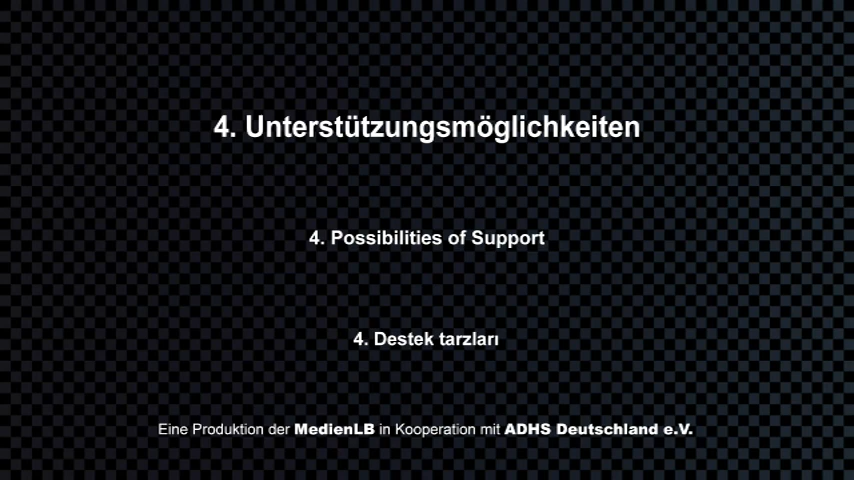 4. Unterstützungsmöglichkeiten
4. Possibilities of Support
4. Destek tarzları
Eine Produktion der MedienLB in Kooperation mit ADHS Deutschland e.V.